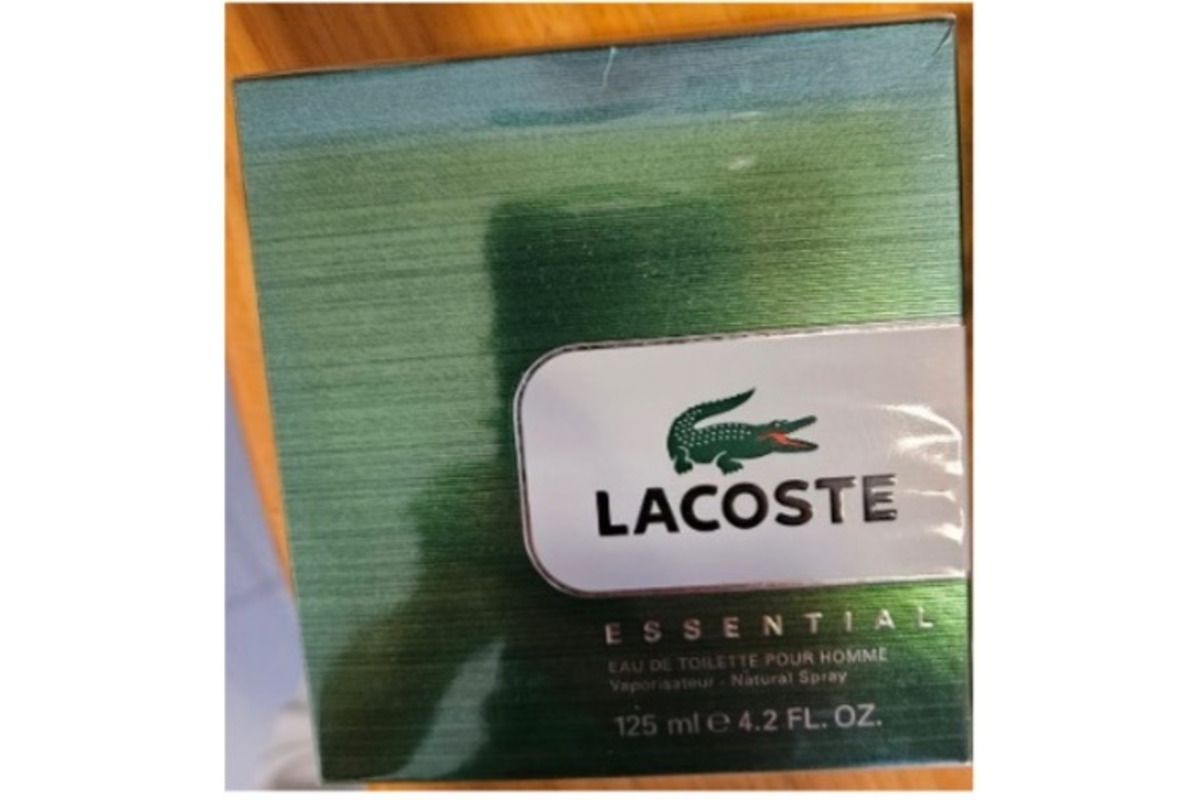 LACOSTE
ESSENTIAL
EAU DE TOILETTE POUR HOMME
Vaporisateur - Natural Spray
125 ml ℮ 4.2 FL. OZ.